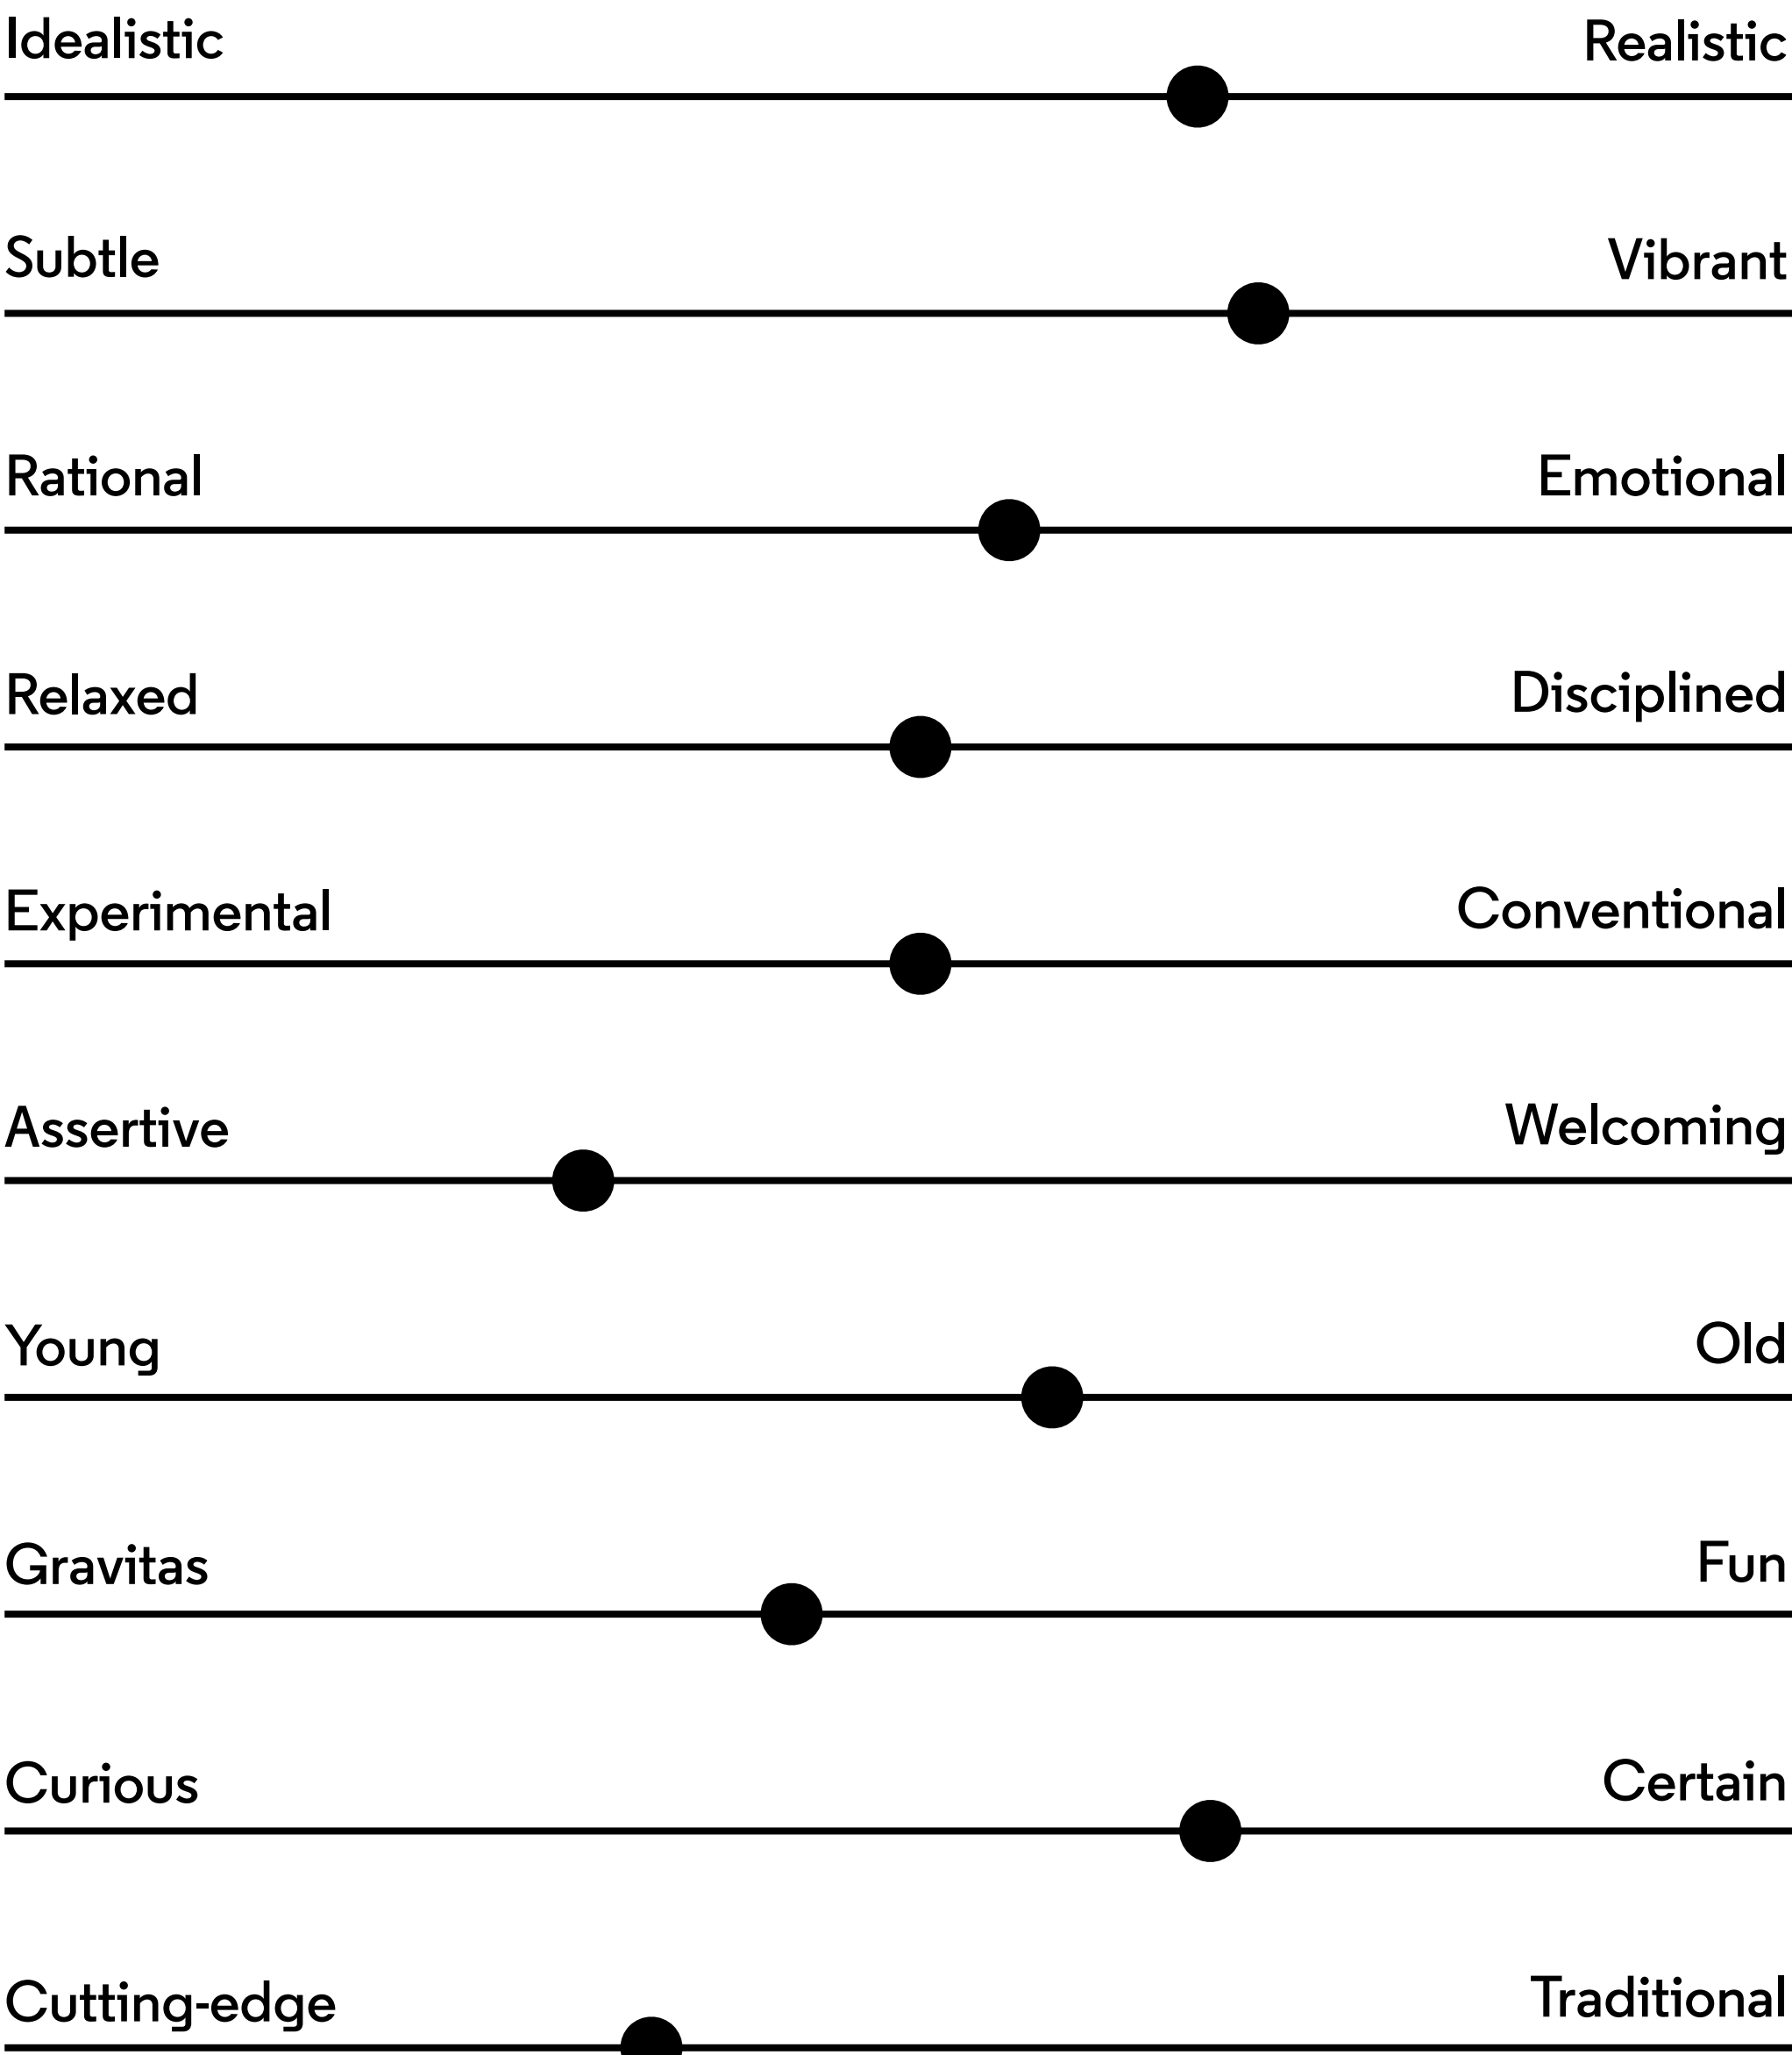 Idealistic Realistic
Subtle Vibrant
Rational Emotional
Relaxed Disciplined
Experimental Conventional
Assertive Welcoming
Young Old
Gravitas Fun
Curious Certain
Cutting-edge Traditional